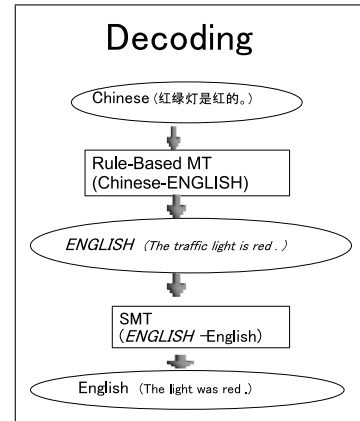 Decoding
Chinese (红绿灯是红的。)
Rule-Based MT
(Chinese-ENGLISH)
ENGLISH (The traffic light is red . )
SMT
(ENGLISH –English)
English (The light was red .)